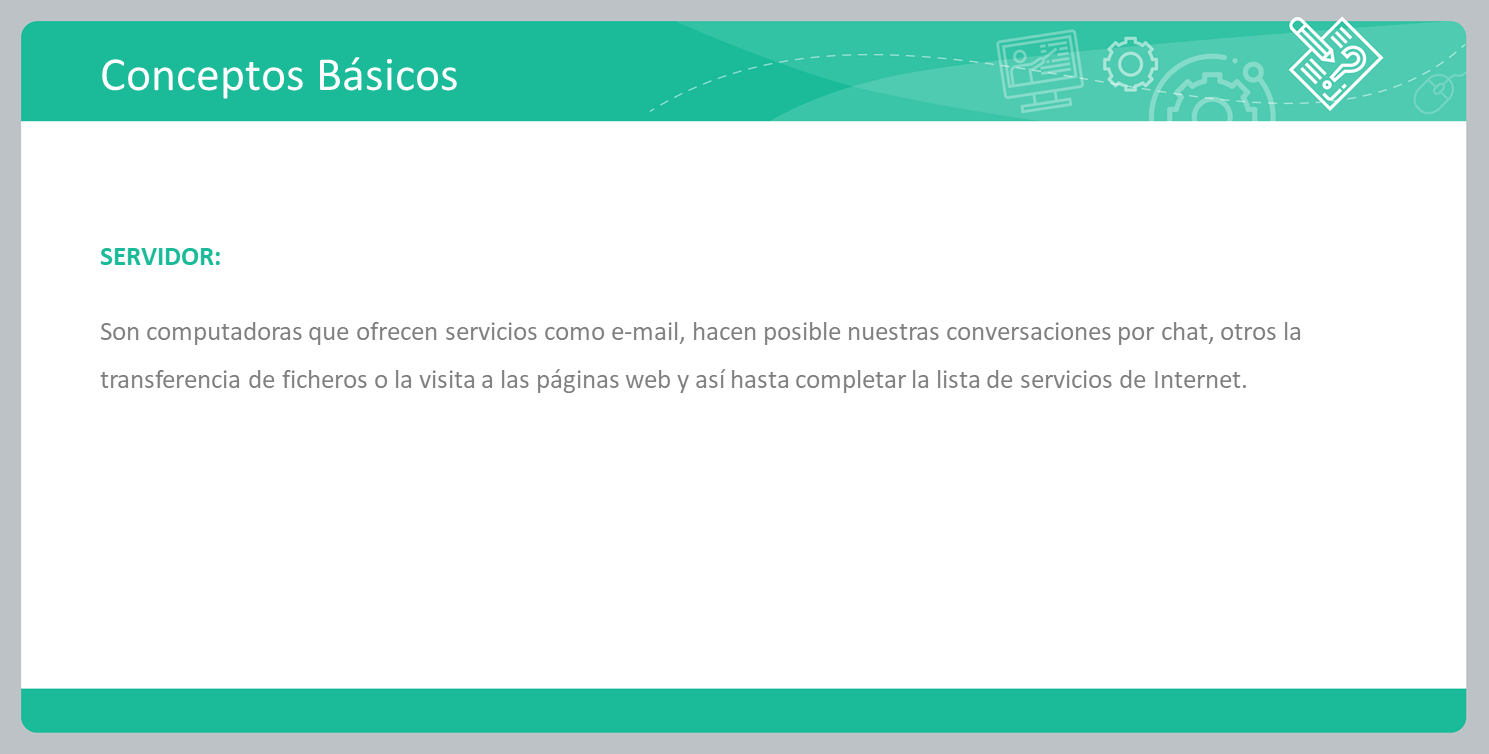 Conceptos Básicos
SERVIDOR:
Son computadoras que ofrecen servicios como e-mail, hacen posible nuestras conversaciones por chat, otros la
transferencia de ficheros o la visita a las páginas web y así hasta completar la lista de servicios de Internet.